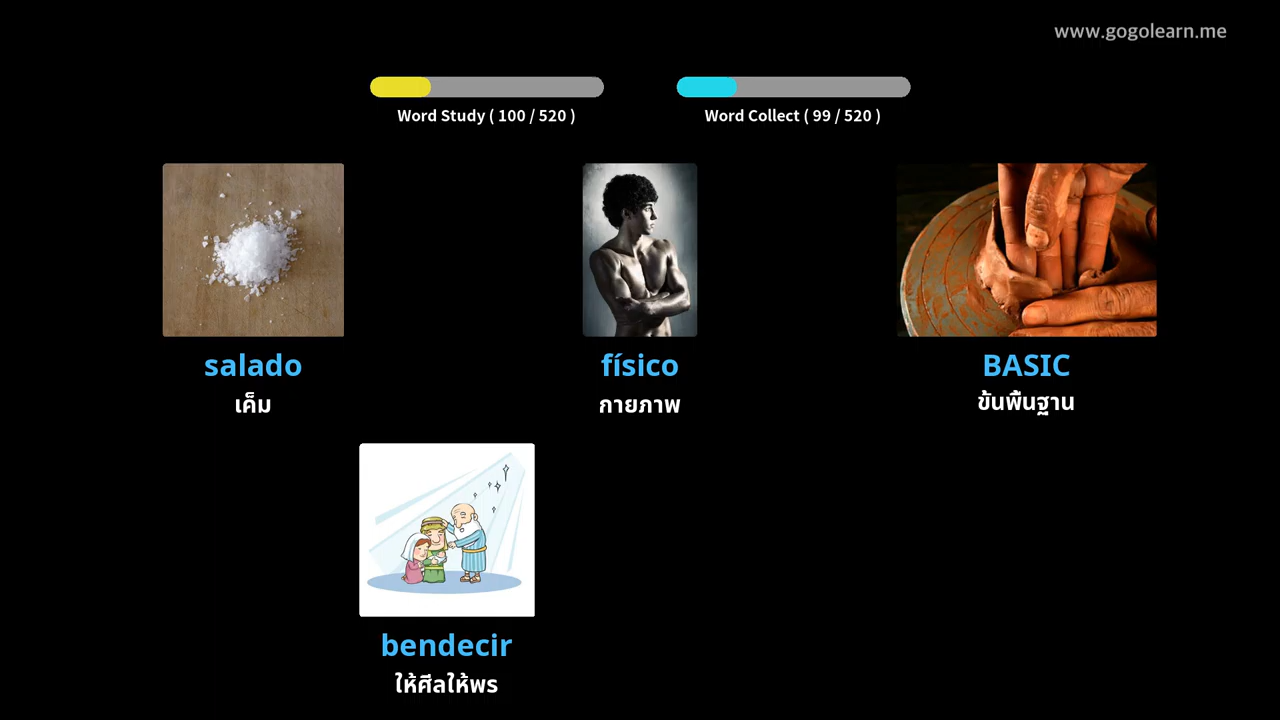 www.gogolearn.me
Word Study ( 100 / 520 )
Word Collect ( 99 / 520 )
salado
físico
BASIC
เค็ม
กายภาพ
ขั้นพื้นฐาน
bendecir
ให้ศีลให้พร